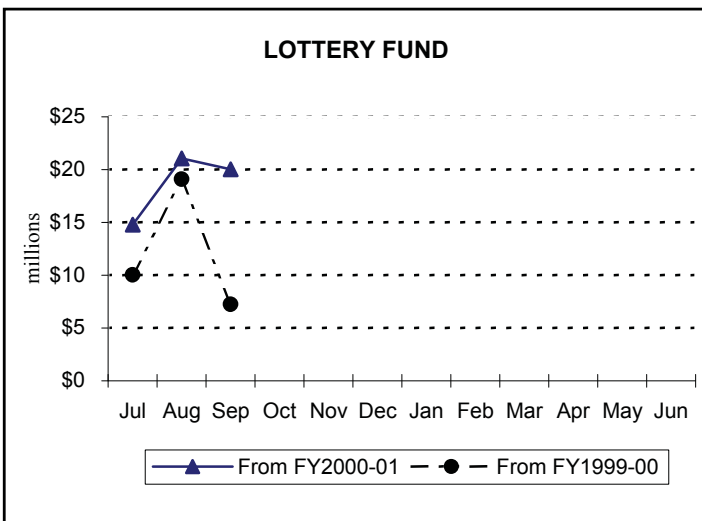 LOTTERY FUND
$25
$20
$15
$10
$5
$0
millions
Jul Aug Sep Oct Nov Dec Jan Feb Mar Apr May Jun
From FY2000-01 From FY1999-00